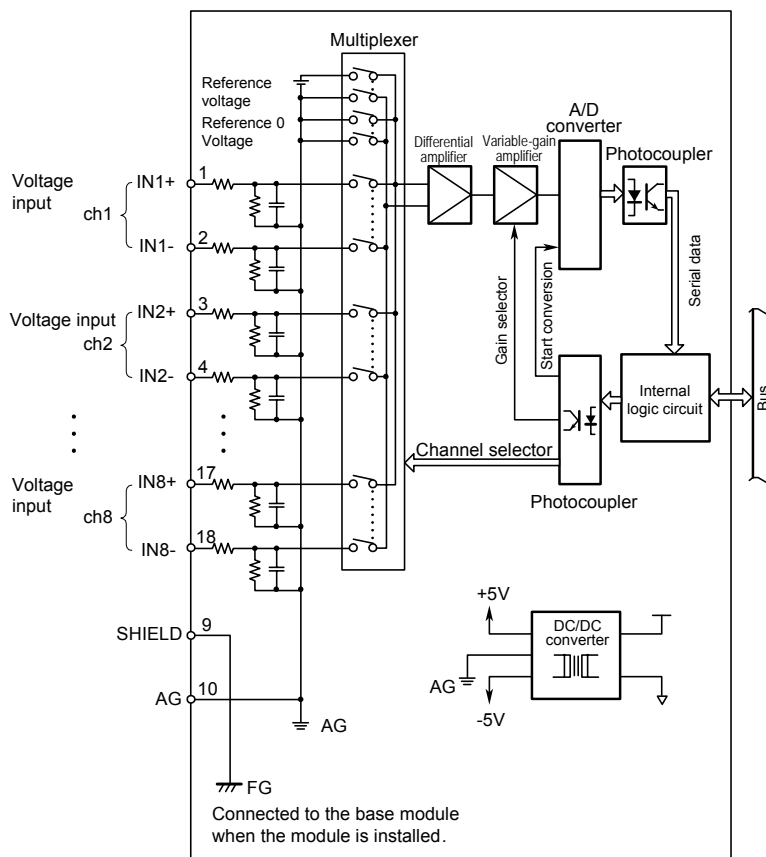 Multiplexer
Reference
voltage
Reference 0
Voltage
A/D
converter
Differential
amplifier
Variable-gain
amplifier
Photocoupler
Voltage
input
ch1
IN1+
1
IN1-
2
Gain selector
Start conversion
Serial data
Voltage input
ch2
IN2+
3
IN2-
4
Internal
logic circuit
Bus
Channel selector
Photocoupler
Voltage
input
ch8
IN8+
17
IN8-
18
+5V
DC/DC
converter
AG
-5V
SHIELD
9
AG
10
AG
FG
Connected to the base module
when the module is installed.